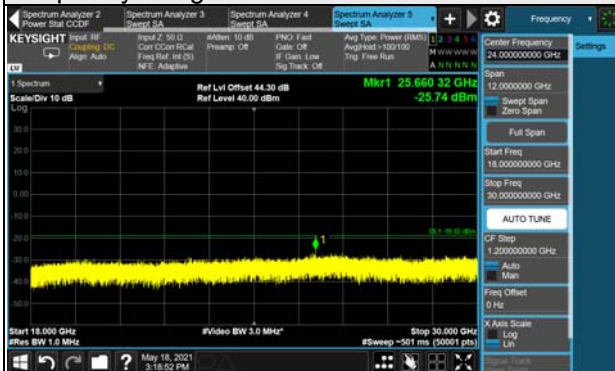 Spectrum Analyzer 2
Power Stat CCDF
Spectrum Analyzer 3
Swept SA
Spectrum Analyzer 4
Swept SA
Spectrum Analyzer 5
Swept SA
Frequency
KEYSIGHT
Input: RF
Coupling: DC
Align: Auto
Input Z: 50 Ω
Corr CCorr RCal
Freq Ref: Int (S)
NFE: Adaptive
#Atten: 10 dB
Preamp: Off
PNO: Fast
Gate: Off
IF Gain: Low
Sig Track: Off
Avg Type: Power (RMS)
Avg|Hold:>100/100
Trig: Free Run
1 2 3 4 5 6
M W W W W W
A N N N N N
1 Spectrum
Scale/Div 10 dB
Log
Ref Lvl Offset 44.30 dB
Ref Level 40.00 dBm
Mkr1 25.660 32 GHz
-25.74 dBm
30.0
20.0
10.0
0.00
-10.0
-20.0
-30.0
-40.0
-50.0
1
Start 18.000 GHz
#Res BW 1.0 MHz
#Video BW 3.0 MHz*
Stop 30.000 GHz
#Sweep ~501 ms (50001 pts)
May 18, 2021
3:18:52 PM
Center Frequency
24.000000000 GHz
Settings
Span
12.0000000 GHz
Swept Span
Zero Span
Full Span
Start Freq
18.000000000 GHz
Stop Freq
30.000000000 GHz
AUTO TUNE
CF Step
1.200000000 GHz
Auto
Man
Freq Offset
0 Hz
X Axis Scale
Log
Lin
Signal Track